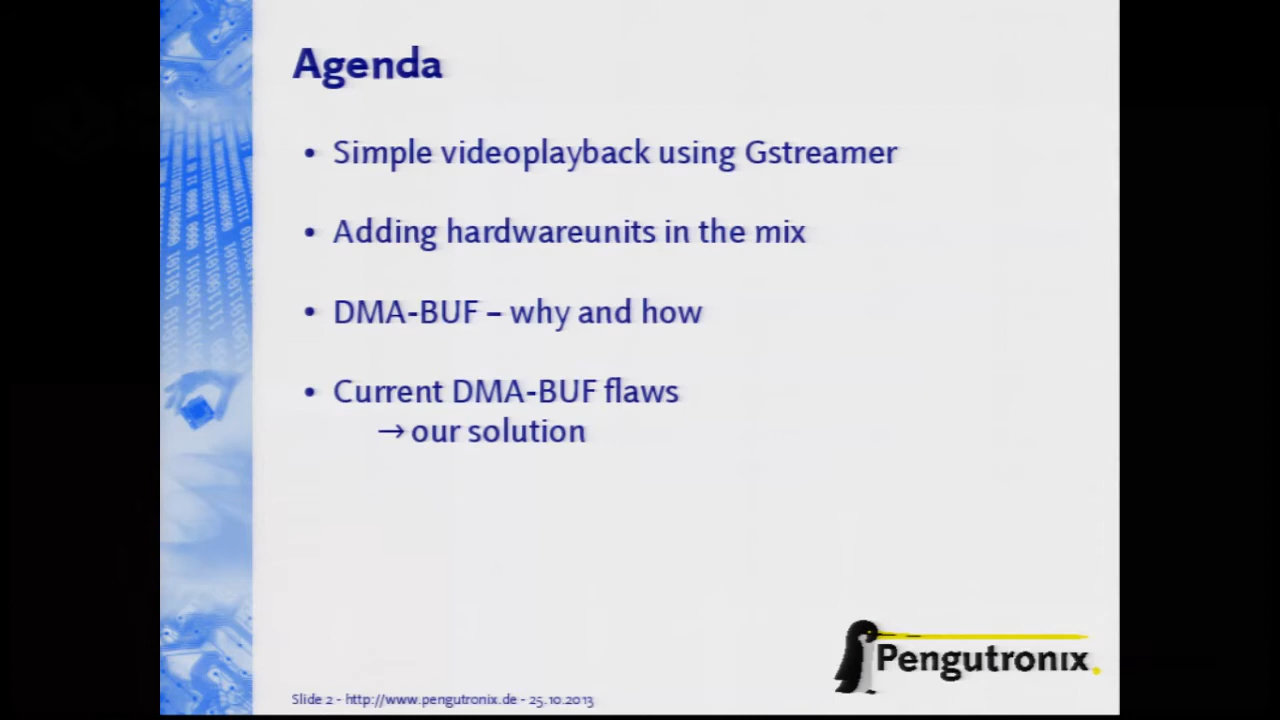 Agenda
• Simple videoplayback using Gstreamer
• Adding hardwareunits in the mix
• DMA-BUF – why and how
• Current DMA-BUF flaws
→ our solution
Pengutronix.
Slide 2 - http://www.pengutronix.de - 25.10.2013